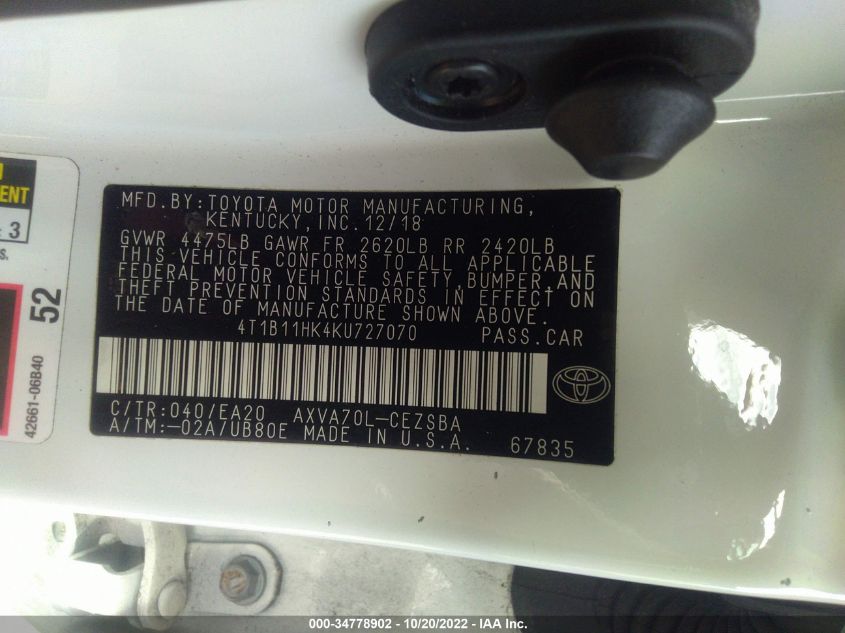 MFD.BY:TOYOTA MOTOR MANUFACTURING,
KENTUCKY, INC.12/18
GVWR 4475LB GAWR FR 2620LB RR 2420LB
THIS VEHICLE CONFORMS TO ALL APPLICABLE
FEDERAL MOTOR VEHICLE SAFETY,BUMPER,AND
THEFT PREVENTION STANDARDS IN EFFECT ON
THE DATE OF MANUFACTURE SHOWN ABOVE.
4T1B11HK4KU727070 PASS.CAR
C/TR:040/EA20 AXVA70L-CEZSBA
A/TM:-02A/UB80E MADE IN U.S.A. 67835
3
52
42661-06B40
000-34778902 - 10/20/2022 - IAA Inc.